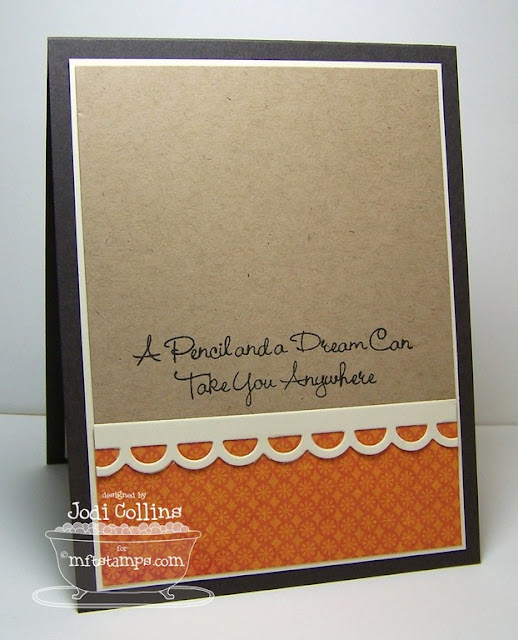 A Pencil and a Dream Can
Take You Anywhere
designed by
Jodi Collins
for
©mftstamps.com